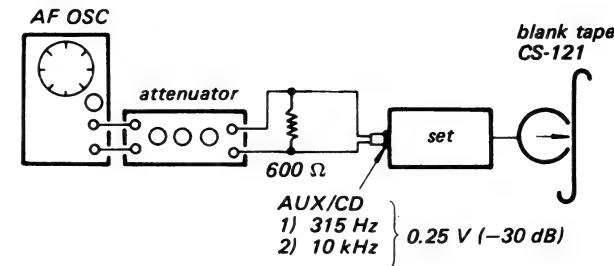 AF OSC
attenuator
600 Ω
AUX/CD
1) 315 Hz
2) 10 kHz
0.25 V (−30 dB)
set
blank tape
CS-121